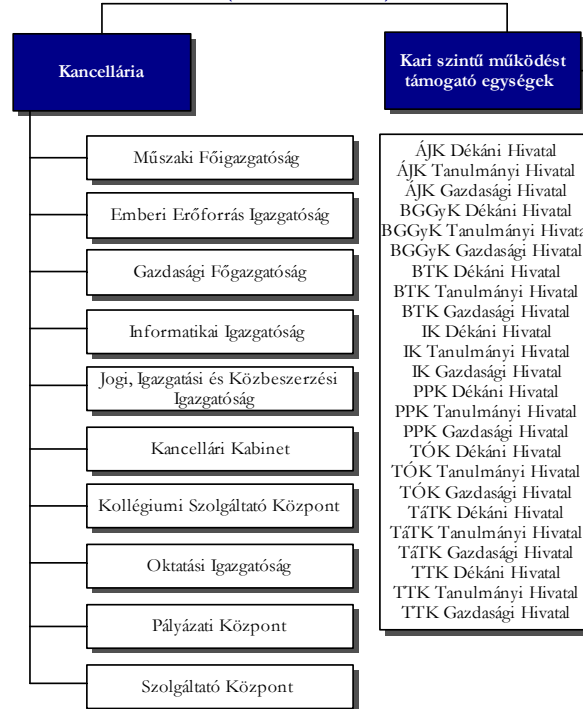 Kancellária
Műszaki Főigazgatóság
Emberi Erőforrás Igazgatóság
Gazdasági Főgazgatóság
Informatikai Igazgatóság
Jogi, Igazgatási és Közbeszerzési
Igazgatóság
Kancellári Kabinet
Kollégiumi Szolgáltató Központ
Oktatási Igazgatóság
Pályázati Központ
Szolgáltató Központ
Kari szintű működést
támogató egységek
ÁJK Dékáni Hivatal
ÁJK Tanulmányi Hivatal
ÁJK Gazdasági Hivatal
BGGyK Dékáni Hivatal
BGGyK Tanulmányi Hivata
BGGyK Gazdasági Hivatal
BTK Dékáni Hivatal
BTK Tanulmányi Hivatal
BTK Gazdasági Hivatal
IK Dékáni Hivatal
IK Tanulmányi Hivatal
IK Gazdasági Hivatal
PPK Dékáni Hivatal
PPK Tanulmányi Hivatal
PPK Gazdasági Hivatal
TÓK Dékáni Hivatal
TÓK Tanulmányi Hivatal
TÓK Gazdasági Hivatal
TáTK Dékáni Hivatal
TáTK Tanulmányi Hivatal
TáTK Gazdasági Hivatal
TTK Dékáni Hivatal
TTK Tanulmányi Hivatal
TTK Gazdasági Hivatal